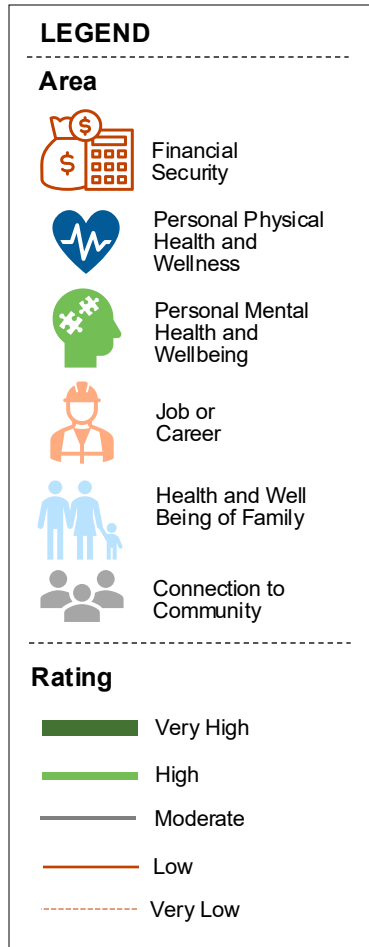 LEGEND
Area
$
$
Financial
Security
Personal Physical
Health and
Wellness
Personal Mental
Health and
Wellbeing
Job or
Career
Health and Well
Being of Family
Connection to
Community
Rating
Very High
High
Moderate
Low
Very Low